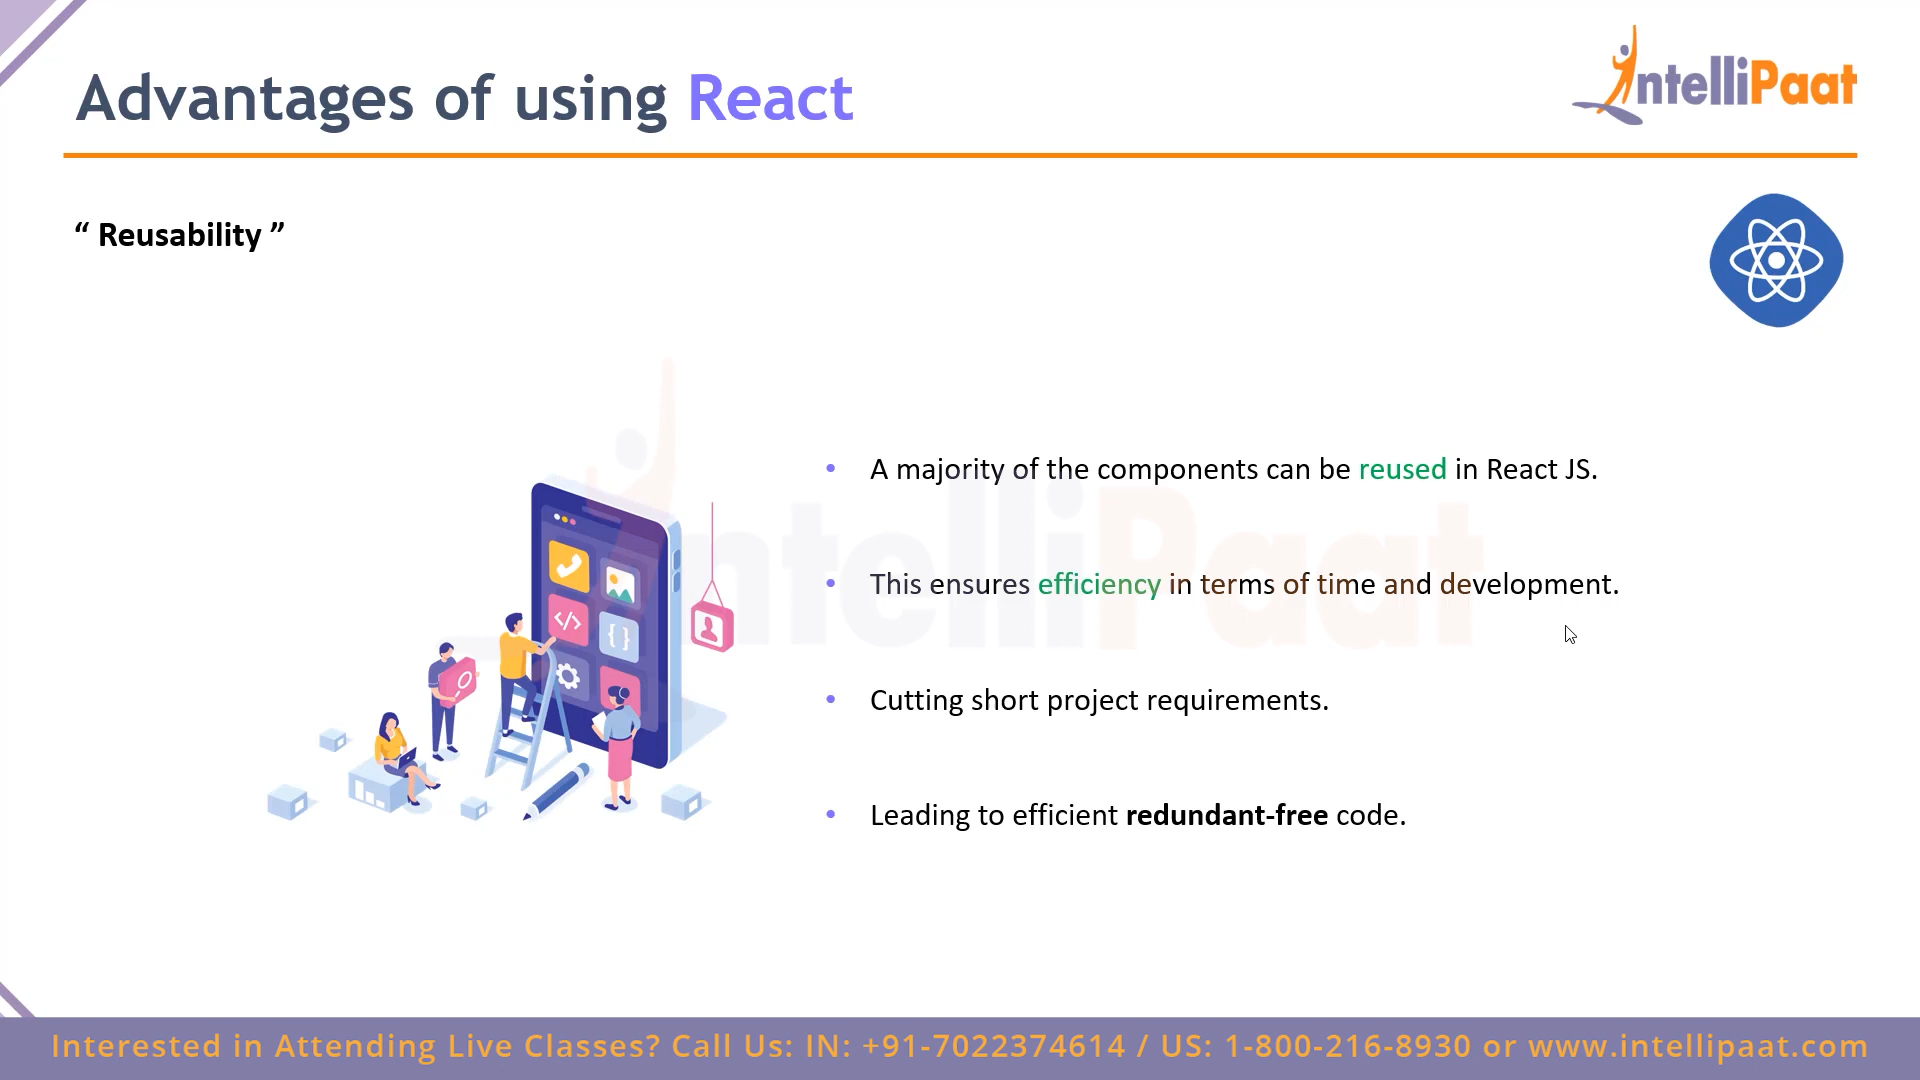 Advantages of using React
IntelliPaat
“ Reusability ”
A majority of the components can be reused in React JS.
This ensures efficiency in terms of time and development.
Cutting short project requirements.
Leading to efficient redundant-free code.
IntelliPaat
Interested in Attending Live Classes? Call Us: IN: +91-7022374614 / US: 1-800-216-8930 or www.intellipaat.com